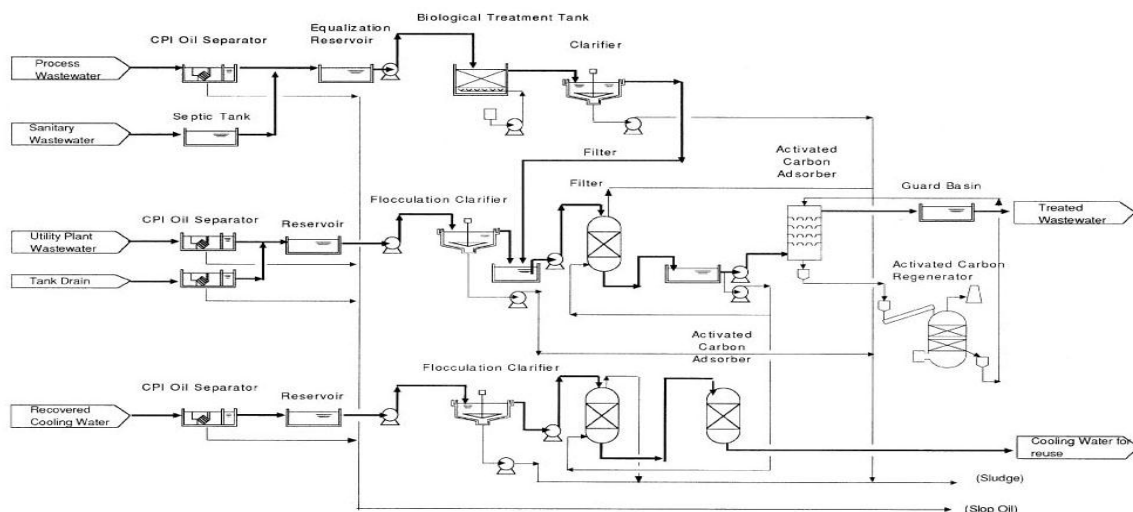 Biological Treatment Tank
Equalization
Reservoir
CPI Oil Separator
Clarifier
Process
Wastewater
Septic Tank
Sanitary
Wastewater
Filter
Activated
Carbon
Adsorber
Filter
Guard Basin
Flocculation Clarifier
CPI Oil Separator
Reservoir
Treated
Wastewater
Utility Plant
Wastewater
Tank Drain
Activated Carbon
Regenerator
Activated
Carbon
Adsorber
Flocculation Clarifier
CPI Oil Separator
Reservoir
Recovered
Cooling Water
Cooling Water for
reuse
(Sludge)
(Slop Oil)